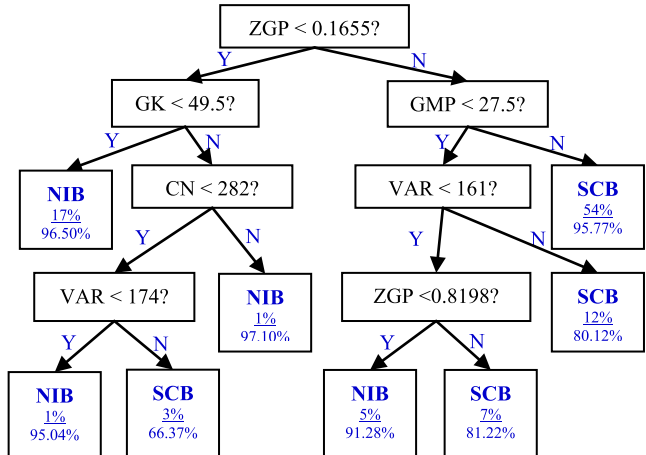 ZGP < 0.1655?
Y
N
GK < 49.5?
GMP < 27.5?
Y
N
Y
N
NIB
17%
96.50%
CN < 282?
VAR < 161?
SCB
54%
95.77%
Y
N
Y
N
VAR < 174?
NIB
1%
97.10%
ZGP <0.8198?
SCB
12%
80.12%
Y
N
Y
N
NIB
1%
95.04%
SCB
3%
66.37%
NIB
5%
91.28%
SCB
7%
81.22%